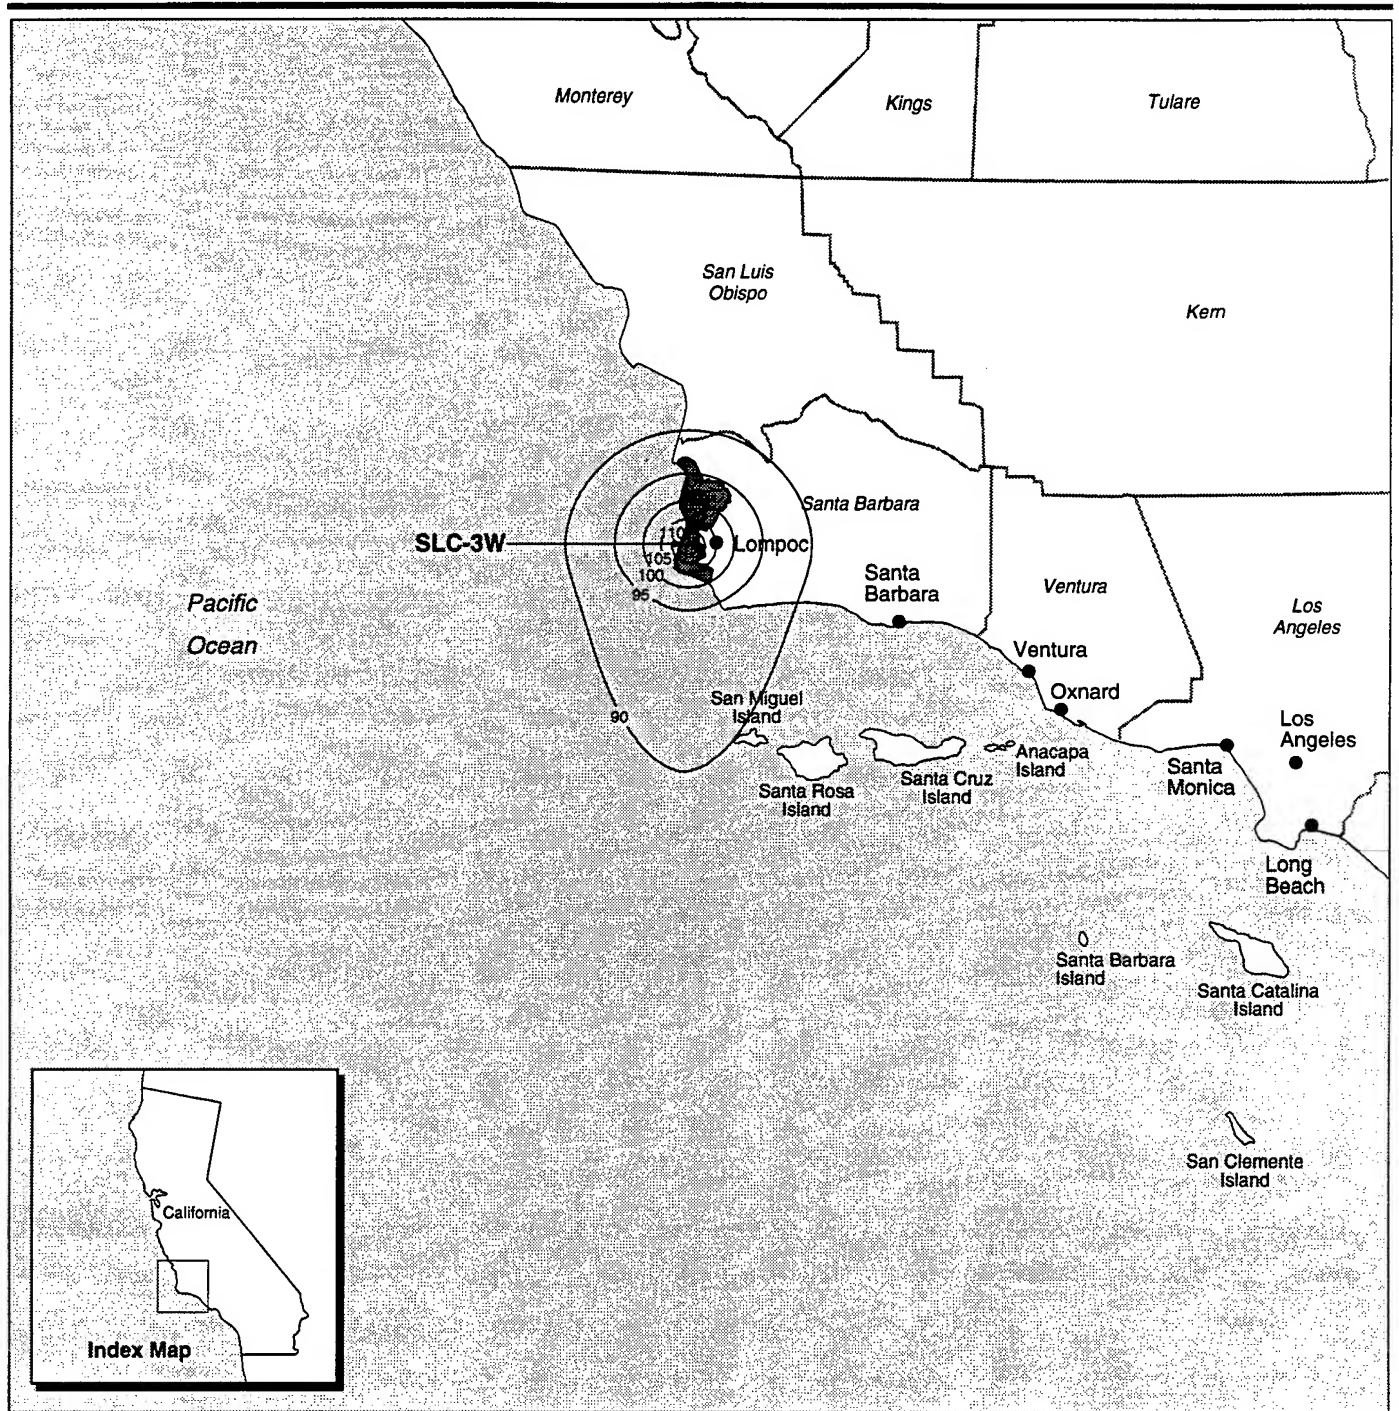 Monterey
Kings
Tulare
San Luis
Obispo
Kern
Santa Barbara
110
SLC-3W
Lompoc
105
100
95
Santa
Barbara
Ventura
Los
Angeles
Pacific
Ocean
Ventura
Oxnard
San Miguel
Island
90
Los
Angeles
Anacapa
Island
Santa
Monica
Santa Cruz
Island
Santa Rosa
Island
Long
Beach
Santa Barbara
Island
Santa Catalina
Island
San Clemente
Island
California
Index Map